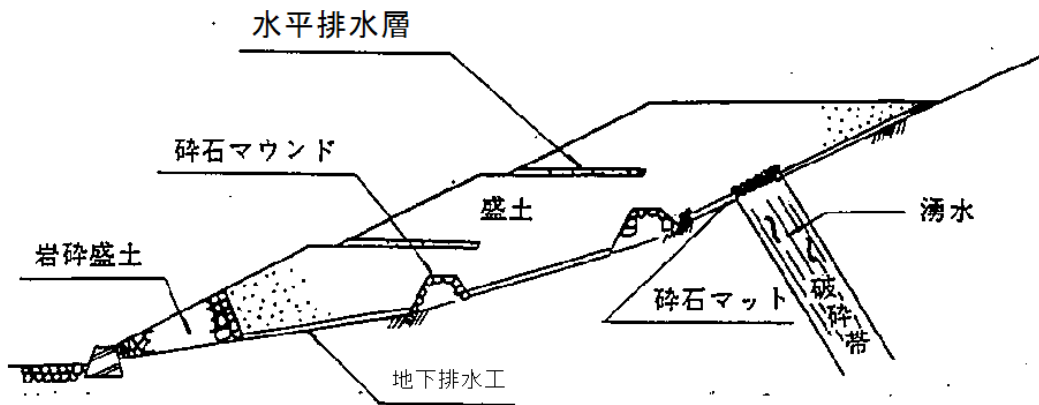 水平排水層
砕石マウンド
盛土
湧水
岩砕盛土
砕石マット
破砕帯
地下排水工